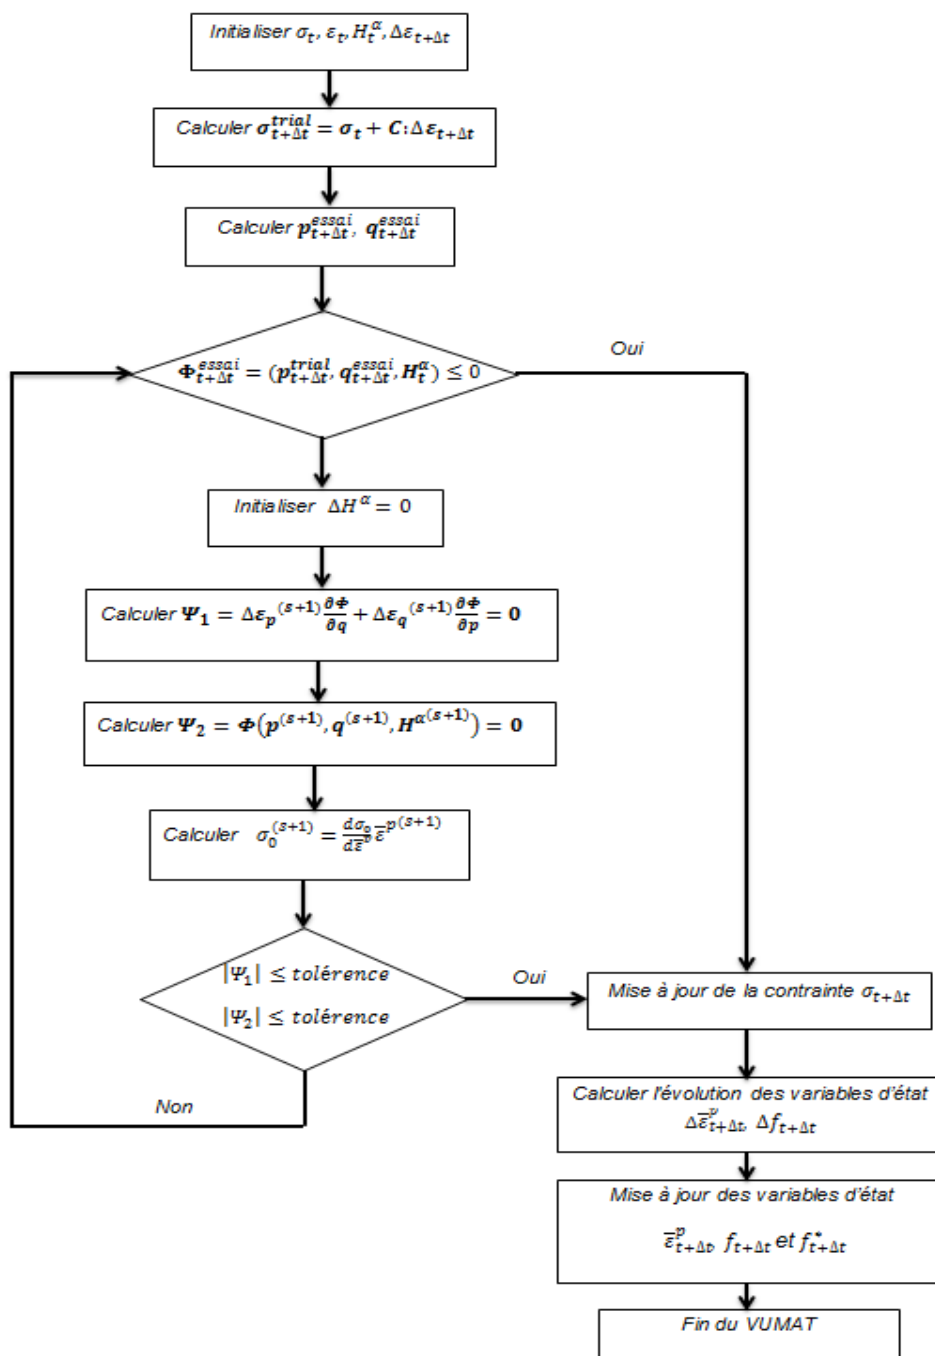 Initialiser σ_t, ε_t, H_t^α, Δε_{t+Δt}
Calculer σ_{t+Δt}^{trial} = σ_t + C:Δε_{t+Δt}
Calculer p_{t+Δt}^{essai}, q_{t+Δt}^{essai}
Φ_{t+Δt}^{essai} = (p_{t+Δt}^{trial}, q_{t+Δt}^{essai}, H_t^α) ≤ 0
Oui
Initialiser ΔH^α = 0
Calculer Ψ_1 = Δε_p^{(s+1)} ∂Φ/∂q + Δε_q^{(s+1)} ∂Φ/∂p = 0
Calculer Ψ_2 = Φ(p^{(s+1)}, q^{(s+1)}, H^{α(s+1)}) = 0
Calculer σ_0^{(s+1)} = dσ_0/dε̅^p ε̅^{p(s+1)}
|Ψ_1| ≤ tolérence
|Ψ_2| ≤ tolérence
Oui
Non
Mise à jour de la contrainte σ_{t+Δt}
Calculer l'évolution des variables d'état
Δε̅^p_{t+Δt}, Δf_{t+Δt}
Mise à jour des variables d'état
ε̅^p_{t+Δt}, f_{t+Δt} et f^*_{t+Δt}
Fin du VUMAT